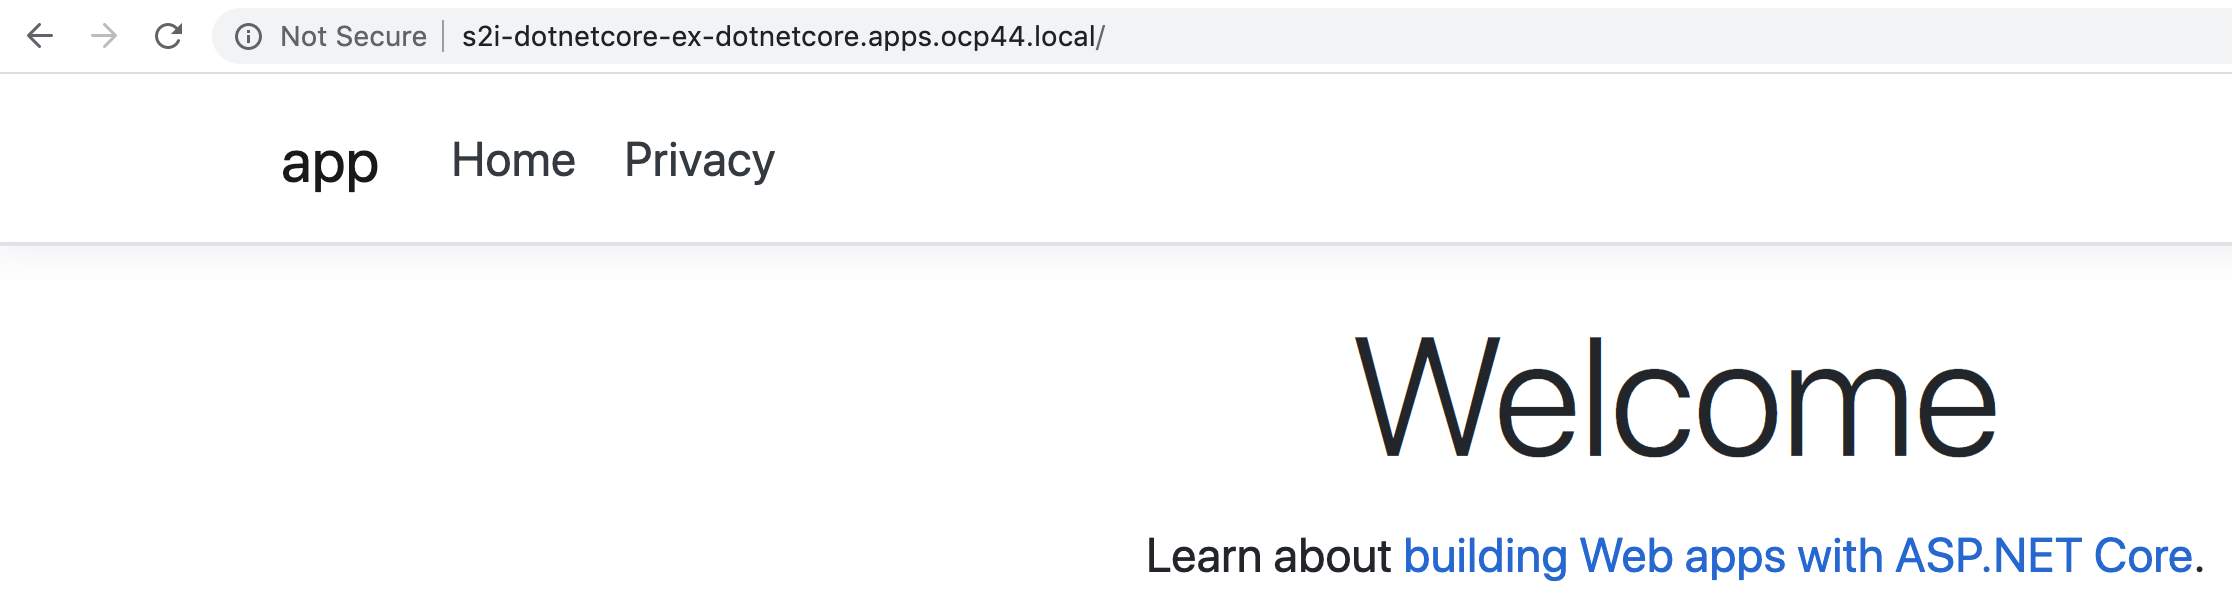 Not Secure s2i-dotnetcore-ex-dotnetcore.apps.ocp44.local/
app Home Privacy
Welcome
Learn about building Web apps with ASP.NET Core.